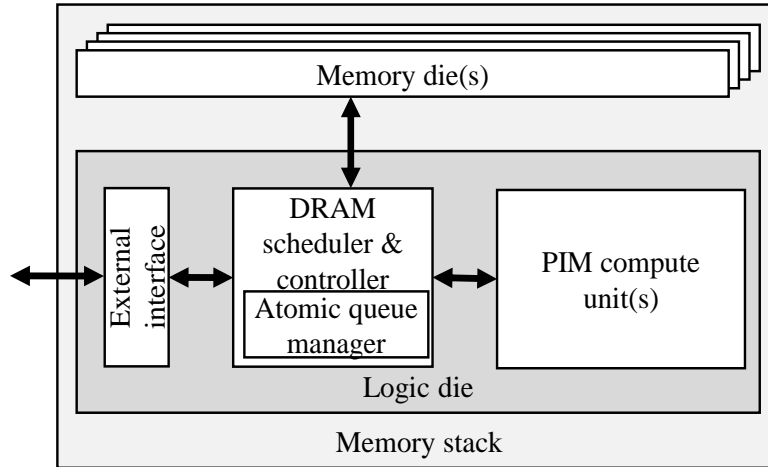 Memory die(s)
External
interface
DRAM
scheduler &
controller
Atomic queue
manager
PIM compute
unit(s)
Logic die
Memory stack